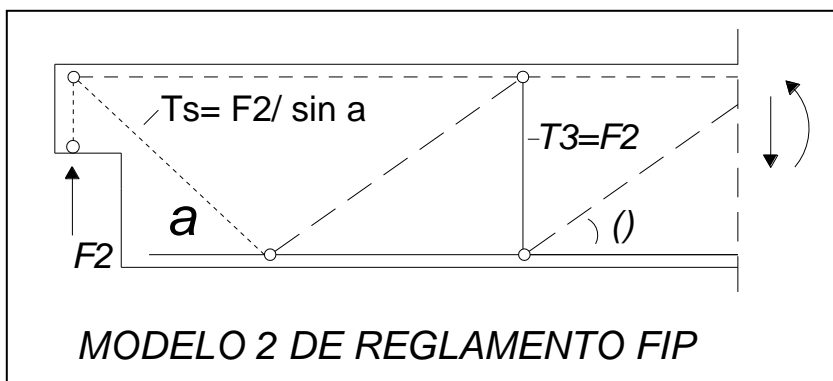 Ts= F2/ sin a
T3=F2
a
()
F2
MODELO 2 DE REGLAMENTO FIP